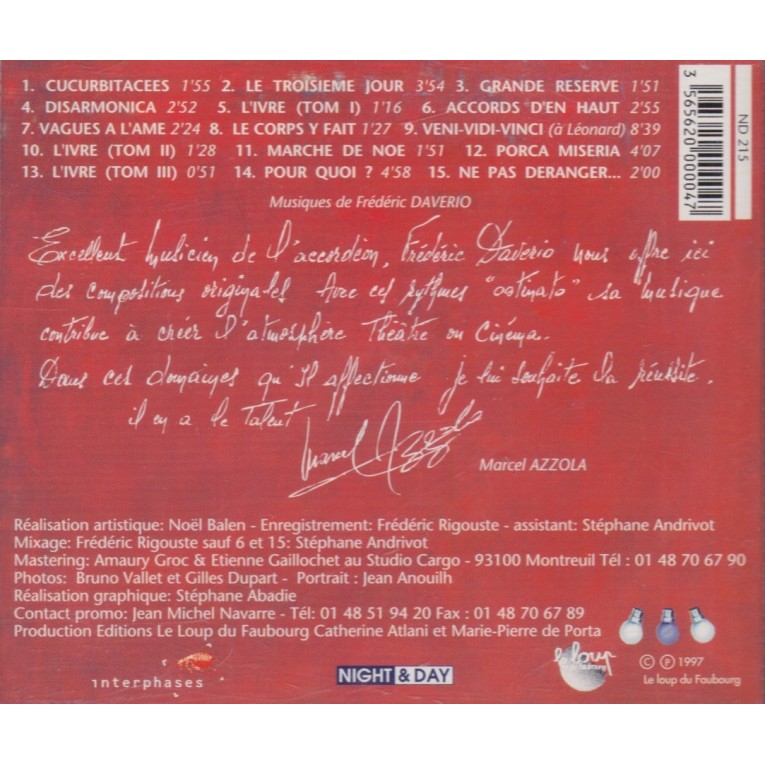 1. CUCURBITACEES 1'55 2. LE TROISIEME JOUR 3'54 3. GRANDE RESERVE 1'51
4. DISARMONICA 2'52 5. L'IVRE (TOM I) 1'16 6. ACCORDS D'EN HAUT 2'55
7. VAGUES A L'AME 2'24 8. LE CORPS Y FAIT 1'27 9. VENI-VIDI-VINCI (à Léonard) 8'39
10. L'IVRE (TOM II) 1'28 11. MARCHE DE NOE 1'51 12. PORCA MISERIA 4'07
13. L'IVRE (TOM III) 0'51 14. POUR QUOI ? 4'58 15. NE PAS DERANGER... 2'00
Musiques de Frédéric DAVERIO
3 565620 000047
ND 215
Excellent musicien de l'accordéon, Frédéric Daverio nous offre ici
des compositions originales. Avec ces rythmes "ostinato" sa musique
contribue à créer l'atmosphère Théâtre ou Cinéma.
Dans ces domaines qu'il affectionne je lui souhaite la réussite.
il en a le talent
Marcel Azzola
Marcel AZZOLA
Réalisation artistique: Noël Balen - Enregistrement: Frédéric Rigouste - assistant: Stéphane Andrivot
Mixage: Frédéric Rigouste sauf 6 et 15: Stéphane Andrivot
Mastering: Amaury Groc & Etienne Gaillochet au Studio Cargo - 93100 Montreuil Tél : 01 48 70 67 90
Photos: Bruno Vallet et Gilles Dupart - Portrait : Jean Anouilh
Réalisation graphique: Stéphane Abadie
Contact promo: Jean Michel Navarre - Tél: 01 48 51 94 20 Fax : 01 48 70 67 89
Production Editions Le Loup du Faubourg Catherine Atlani et Marie-Pierre de Porta
interphases
NIGHT & DAY
le loup
du faubourg
© ℗ 1997
Le loup du Faubourg